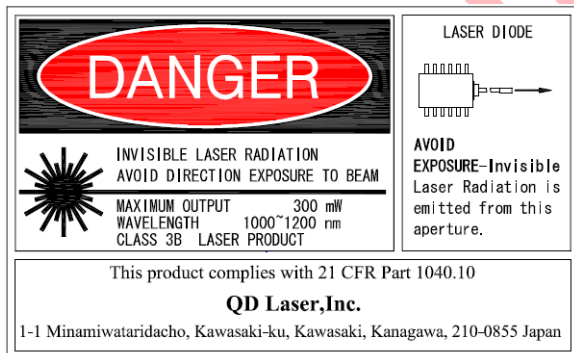 DANGER
INVISIBLE LASER RADIATION
AVOID DIRECTION EXPOSURE TO BEAM
MAXIMUM OUTPUT 300 mW
WAVELENGTH 1000~1200 nm
CLASS 3B LASER PRODUCT
LASER DIODE
AVOID
EXPOSURE-Invisible
Laser Radiation is
emitted from this
aperture.
This product complies with 21 CFR Part 1040.10
QD Laser,Inc.
1-1 Minamiwataridacho, Kawasaki-ku, Kawasaki, Kanagawa, 210-0855 Japan